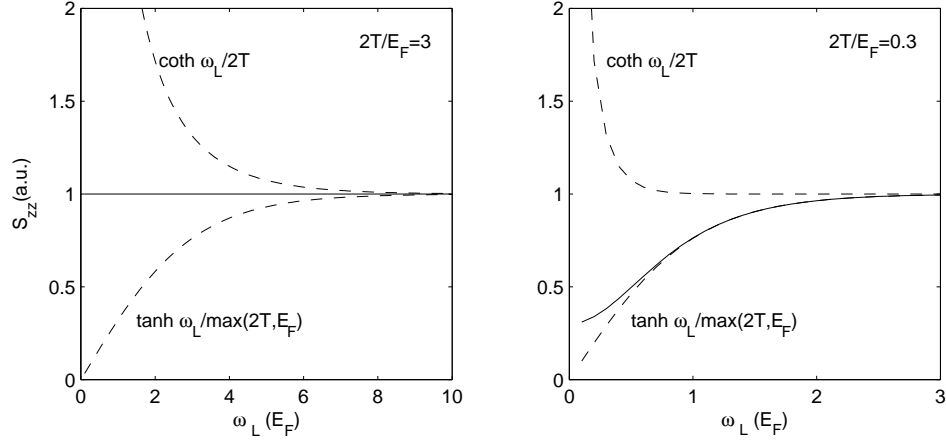 2
1.5
1
0.5
0
S_zz(a.u.)
coth ω_L/2T
2T/E_F=3
tanh ω_L/max(2T,E_F)
0 2 4 6 8 10
ω_L (E_F)
2
1.5
1
0.5
0
coth ω_L/2T
2T/E_F=0.3
tanh ω_L/max(2T,E_F)
0 1 2 3
ω_L (E_F)